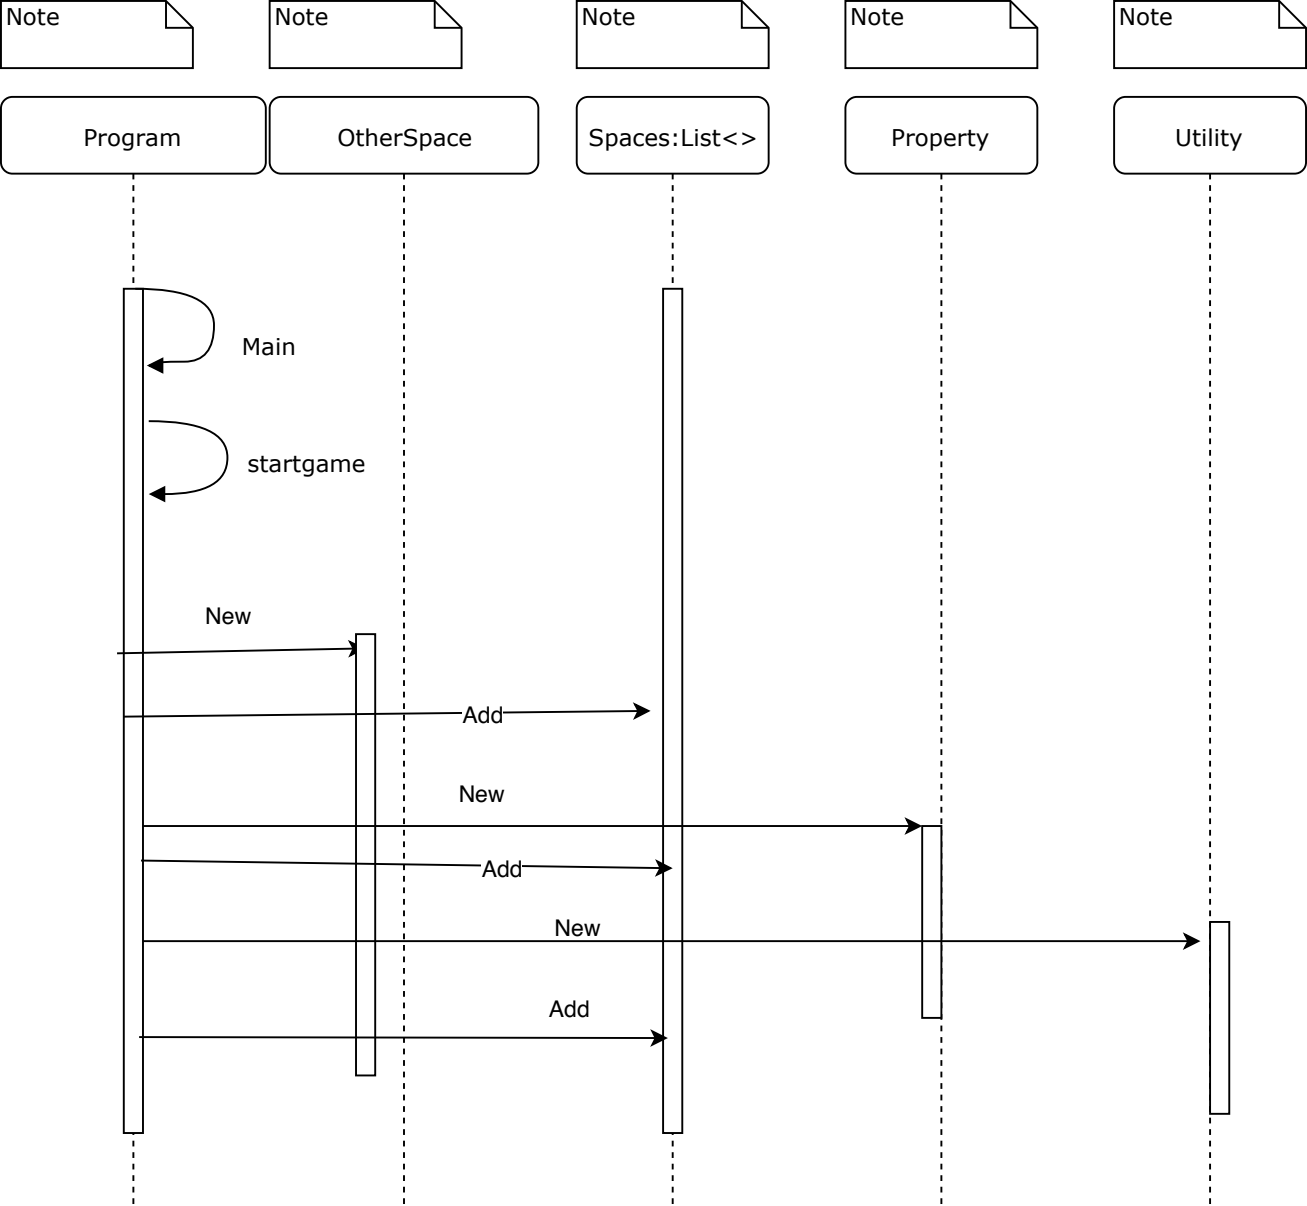 Note
Note
Note
Note
Note
Program
OtherSpace
Spaces:List<>
Property
Utility
Main
startgame
New
Add
New
Add
New
Add